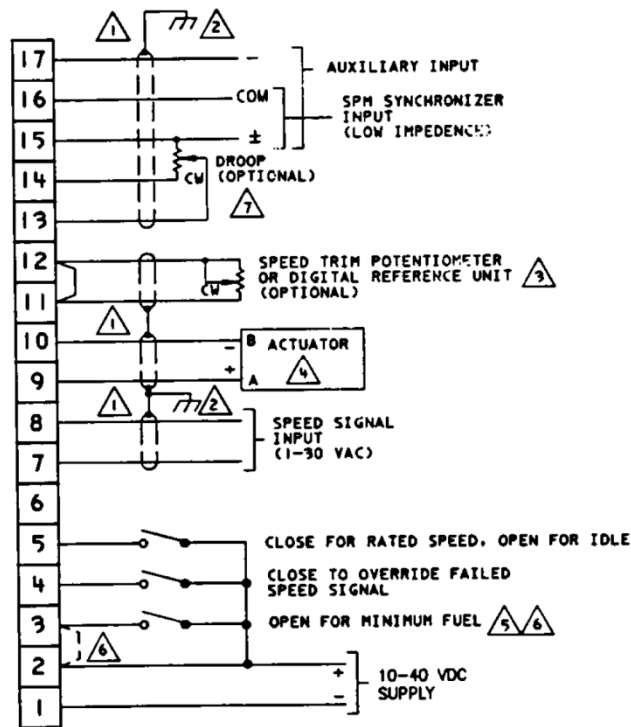 1 2
17 - AUXILIARY INPUT
16 COM SPM SYNCHRONIZER
INPUT
(LOW IMPEDENCE)
15 ±
DROOP
14 CW (OPTIONAL)
7
13
12 SPEED TRIM POTENTIOMETER
OR DIGITAL REFERENCE UNIT 3
11 CW (OPTIONAL)
1
10 - B ACTUATOR
9 + A 4
1 2
8 SPEED SIGNAL
INPUT
7 (1-30 VAC)
6
5 CLOSE FOR RATED SPEED. OPEN FOR IDLE
4 CLOSE TO OVERRIDE FAILED
SPEED SIGNAL
3 OPEN FOR MINIMUM FUEL 5 6
6
2 + 10-40 VDC
SUPPLY
1 -